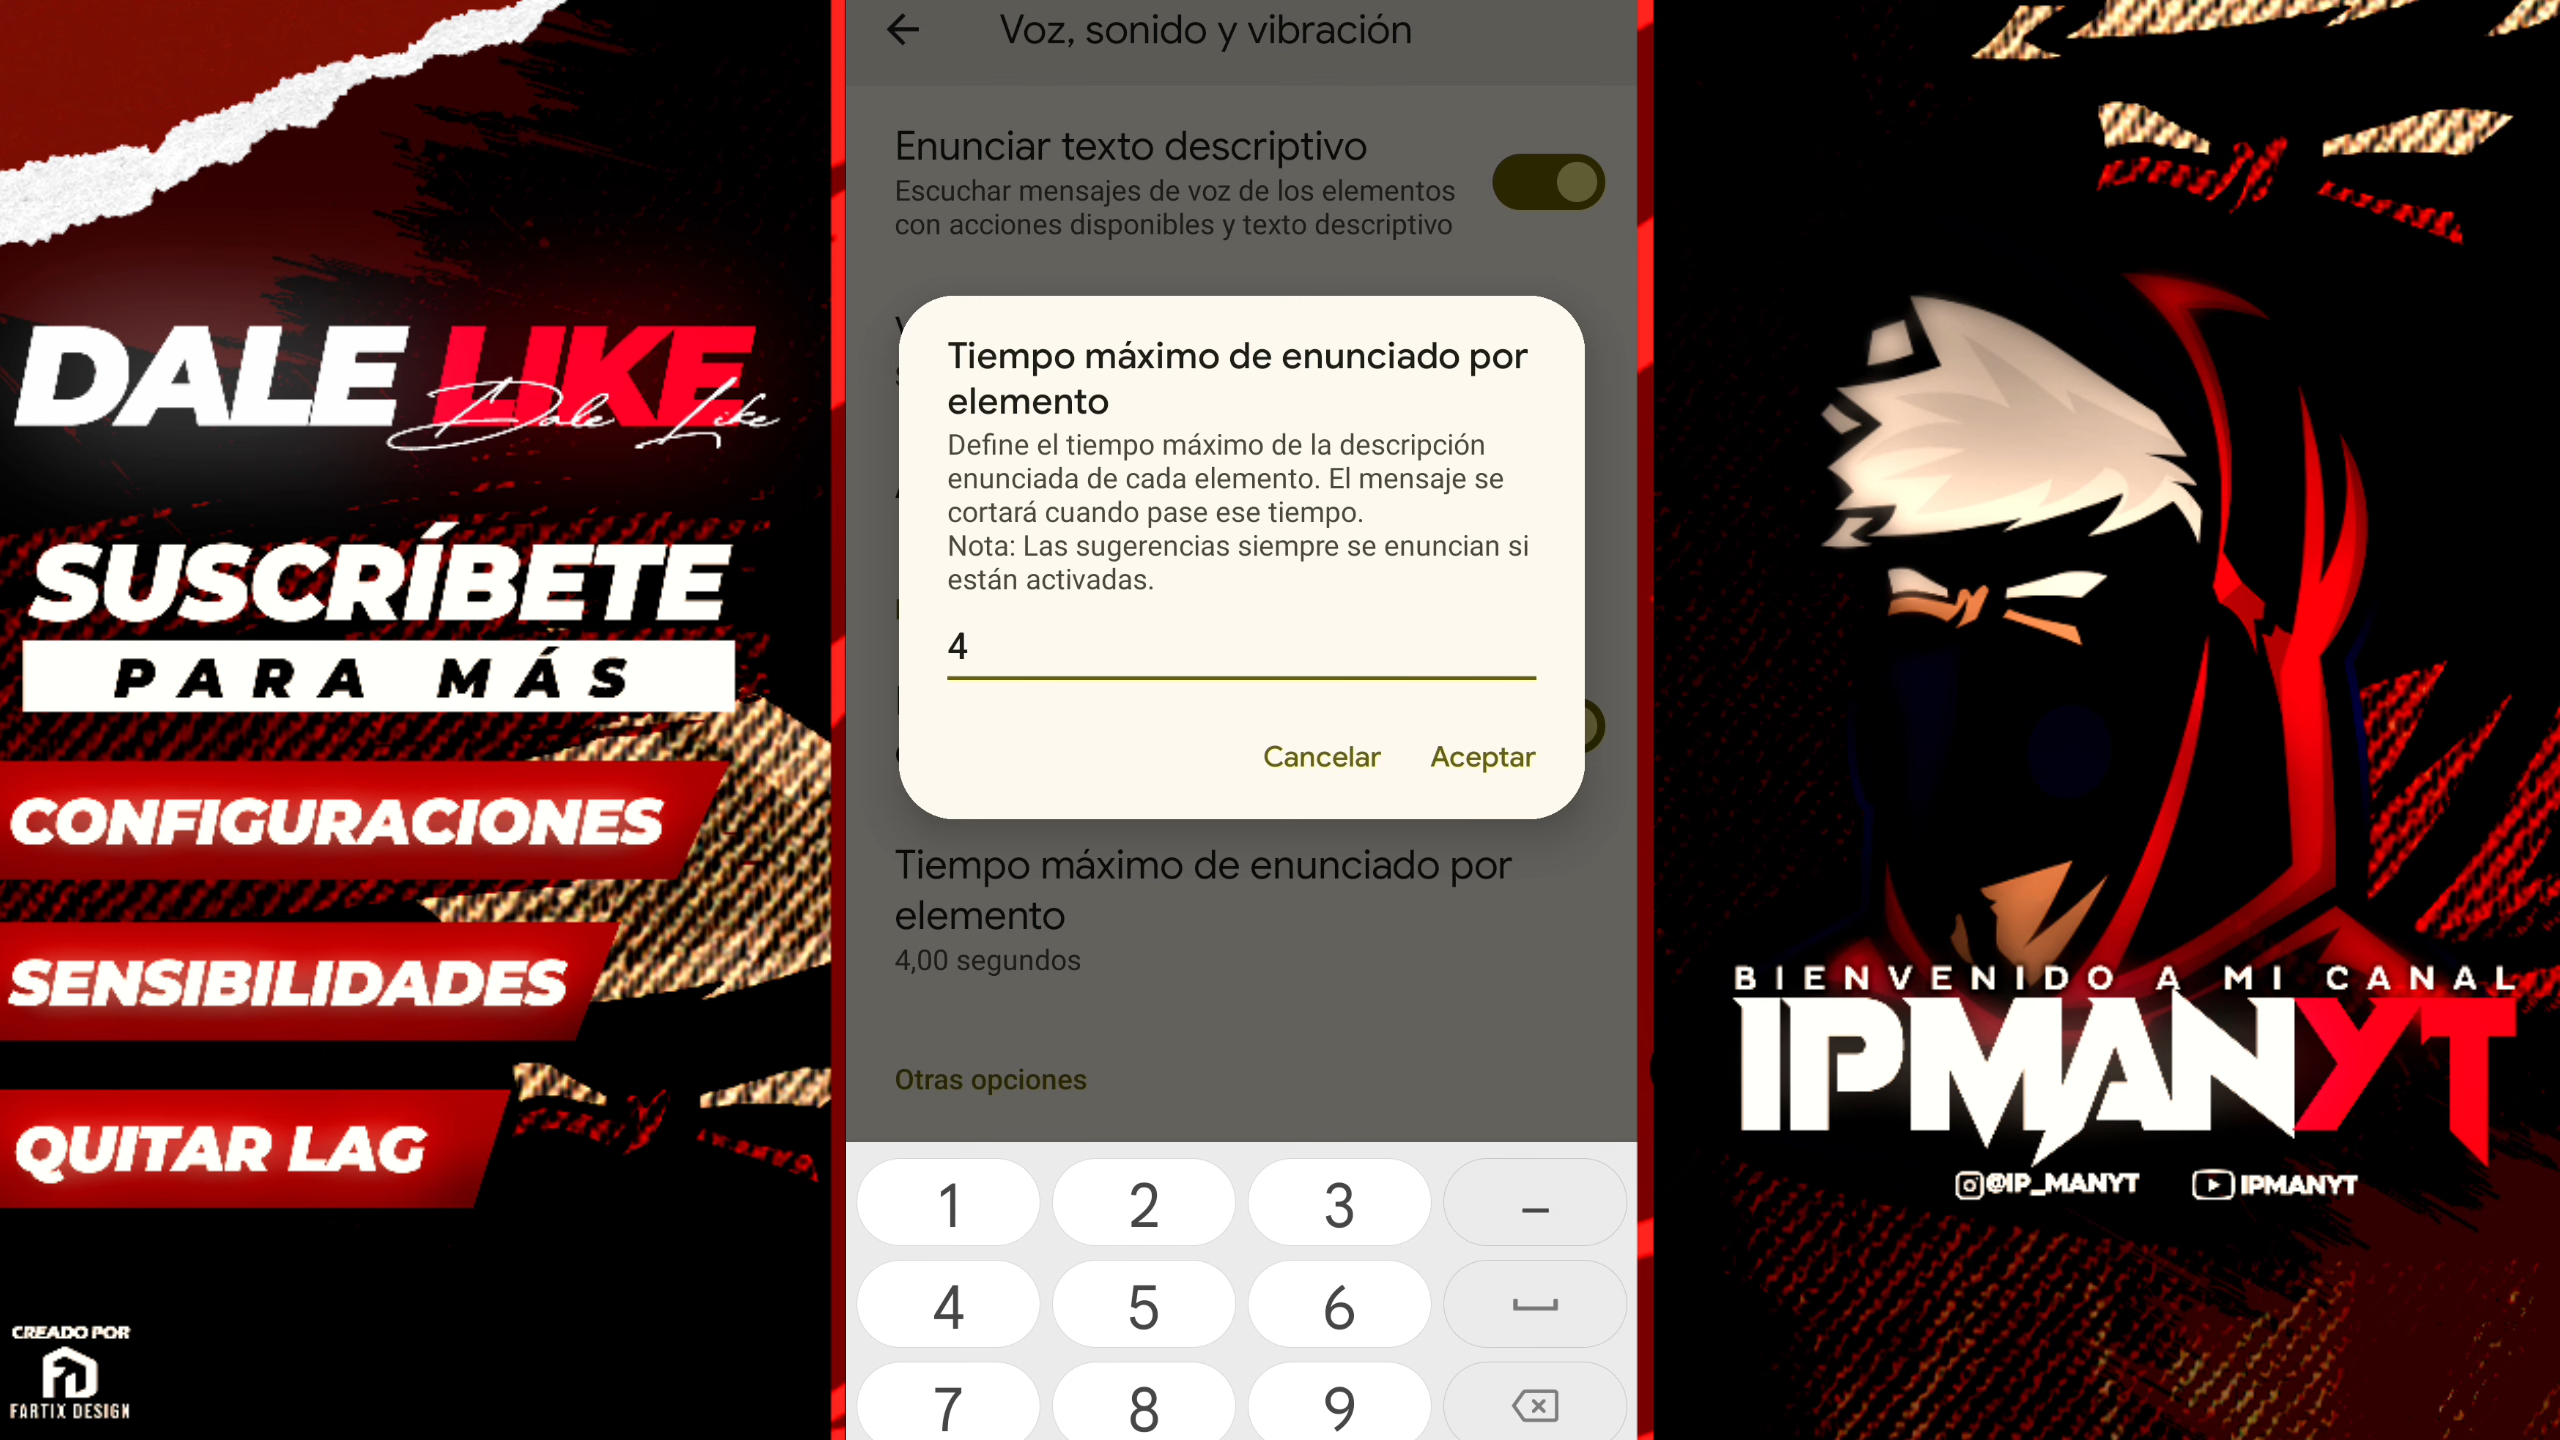 DALE LIKE
Dale Like
SUSCRÍBETE
PARA MÁS
CONFIGURACIONES
SENSIBILIDADES
QUITAR LAG
CREADO POR
FARTIX DESIGN
Voz, sonido y vibración
Enunciar texto descriptivo
Escuchar mensajes de voz de los elementos
con acciones disponibles y texto descriptivo
Tiempo máximo de enunciado por
elemento
Define el tiempo máximo de la descripción
enunciada de cada elemento. El mensaje se
cortará cuando pase ese tiempo.
Nota: Las sugerencias siempre se enuncian si
están activadas.
4
Cancelar Aceptar
Tiempo máximo de enunciado por
elemento
4,00 segundos
Otras opciones
1 2 3 –
4 5 6
7 8 9
BIENVENIDO A MI CANAL
IPMANYT
@IP_MANYT IPMANYT